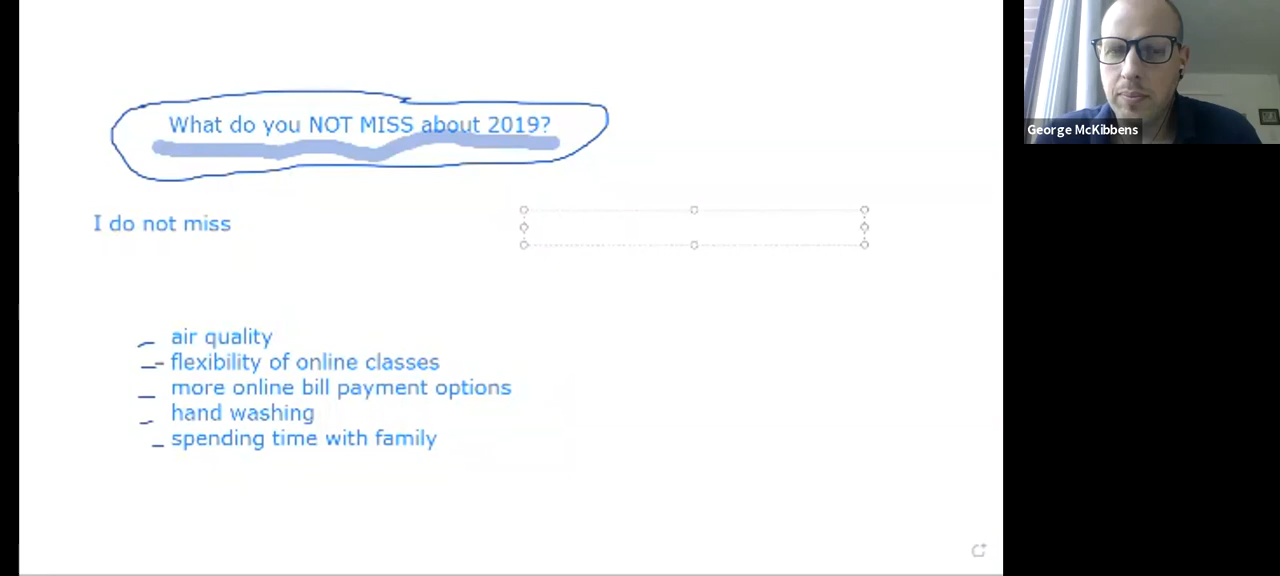 What do you NOT MISS about 2019?
George McKibbens
I do not miss
air quality
flexibility of online classes
more online bill payment options
hand washing
spending time with family